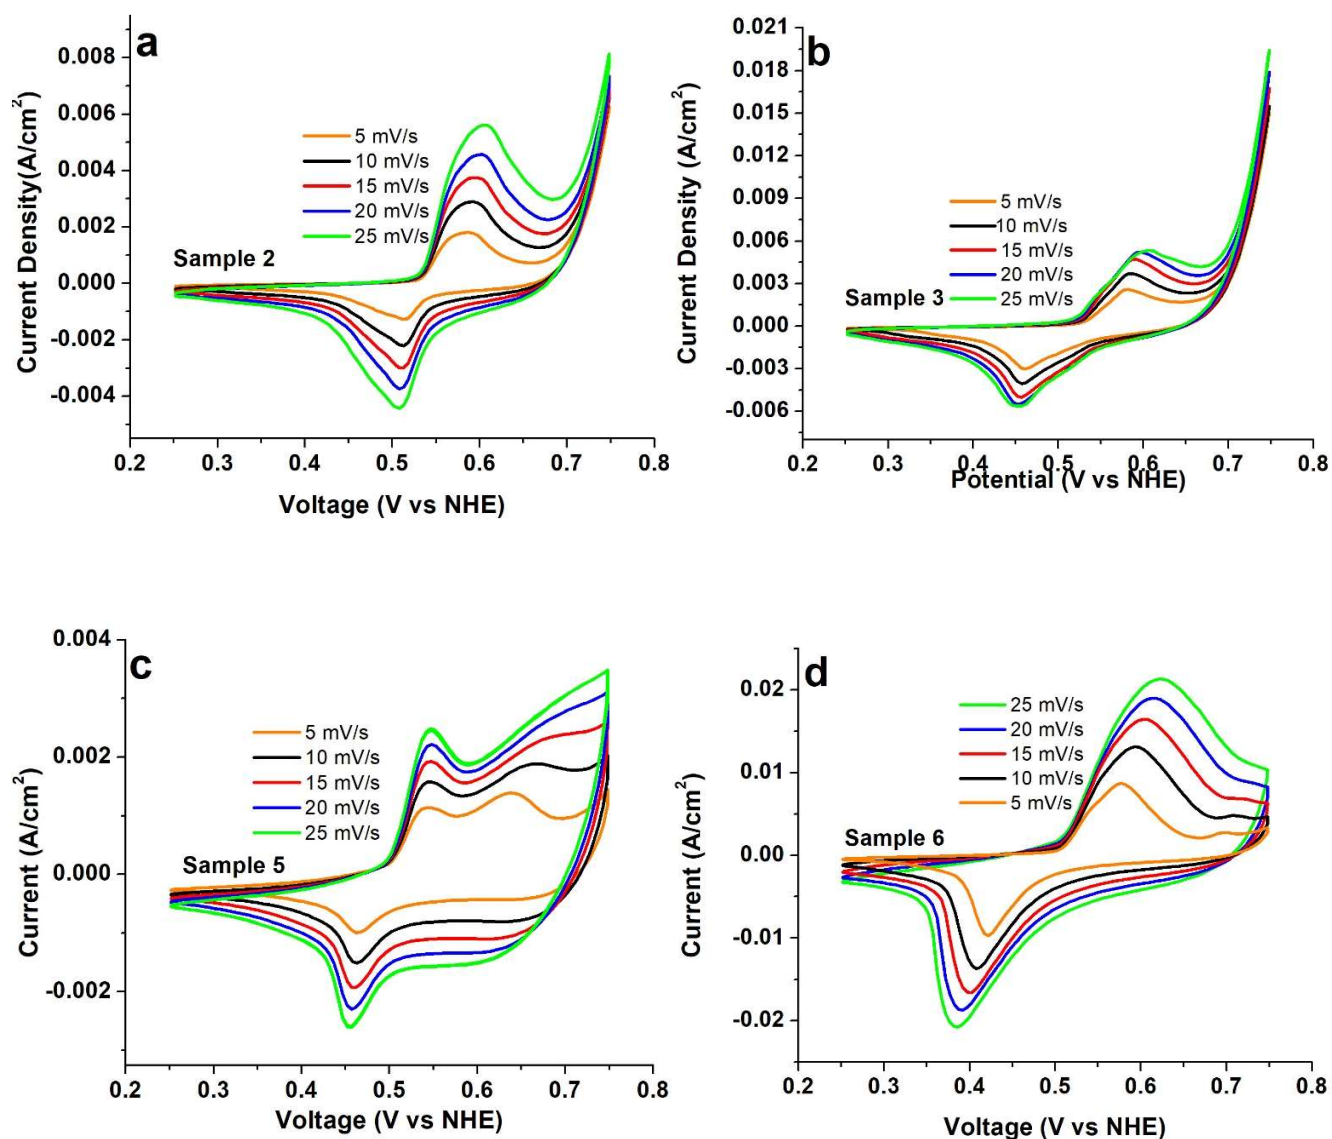 a
0.008
0.006
0.004
0.002
0.000
-0.002
-0.004
Current Density(A/cm²)
5 mV/s
10 mV/s
15 mV/s
20 mV/s
25 mV/s
Sample 2
0.2 0.3 0.4 0.5 0.6 0.7 0.8
Voltage (V vs NHE)
b
0.021
0.018
0.015
0.012
0.009
0.006
0.003
0.000
-0.003
-0.006
Current Density (A/cm²)
5 mV/s
10 mV/s
15 mV/s
20 mV/s
25 mV/s
Sample 3
0.2 0.3 0.4 0.5 0.6 0.7 0.8
Potential (V vs NHE)
c
0.004
0.002
0.000
-0.002
Current (A/cm²)
5 mV/s
10 mV/s
15 mV/s
20 mV/s
25 mV/s
Sample 5
0.2 0.3 0.4 0.5 0.6 0.7 0.8
Voltage (V vs NHE)
d
0.02
0.01
0.00
-0.01
-0.02
Current (A/cm²)
25 mV/s
20 mV/s
15 mV/s
10 mV/s
5 mV/s
Sample 6
0.2 0.3 0.4 0.5 0.6 0.7 0.8
Voltage (V vs NHE)